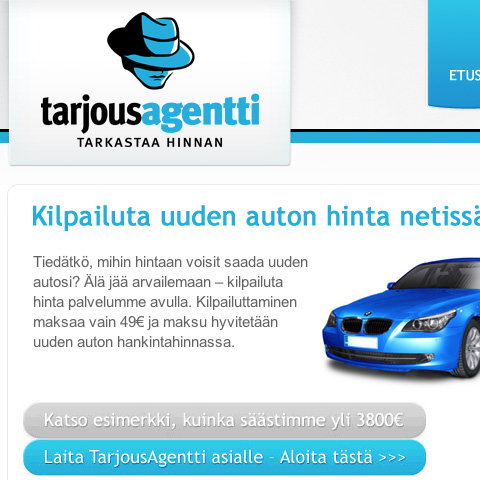 ETUS
tarjousagentti
TARKASTAA HINNAN
Kilpailuta uuden auton hinta netissä
Tiedätkö, mihin hintaan voisit saada uuden
autosi? Älä jää arvailemaan – kilpailuta
hinta palvelumme avulla. Kilpailuttaminen
maksaa vain 49€ ja maksu hyvitetään
uuden auton hankintahinnassa.
Katso esimerkki, kuinka säästimme yli 3800€
Laita TarjousAgentti asialle – Aloita tästä >>>